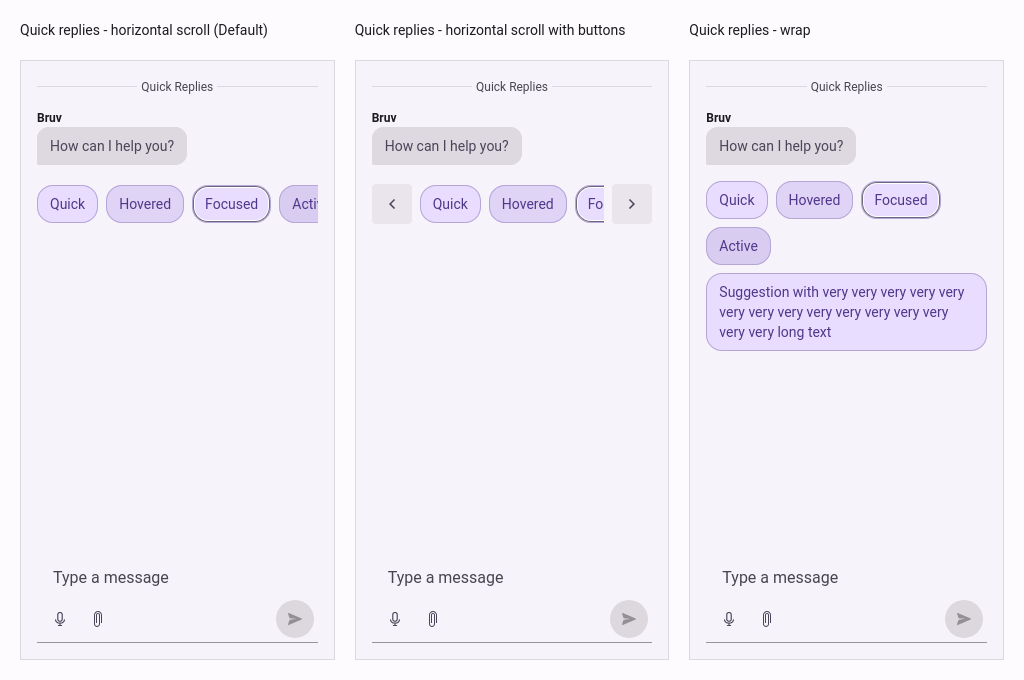 Quick replies - horizontal scroll (Default)
Quick Replies
Bruv
How can I help you?
Quick
Hovered
Focused
Acti
Type a message
Quick replies - horizontal scroll with buttons
Quick Replies
Bruv
How can I help you?
Quick
Hovered
Fo
Type a message
Quick replies - wrap
Quick Replies
Bruv
How can I help you?
Quick
Hovered
Focused
Active
Suggestion with very very very very very
very very very very very very very very
very very long text
Type a message